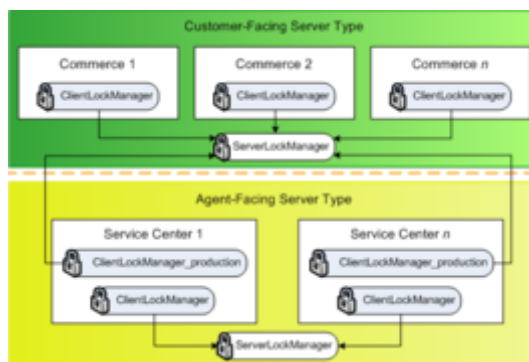 Customer-Facing Server Type
Commerce 1
Commerce 2
Commerce n
ClientLockManager
ClientLockManager
ClientLockManager
ServerLockManager
Agent-Facing Server Type
Service Center 1
Service Center n
ClientLockManager_production
ClientLockManager_production
ClientLockManager
ClientLockManager
ServerLockManager